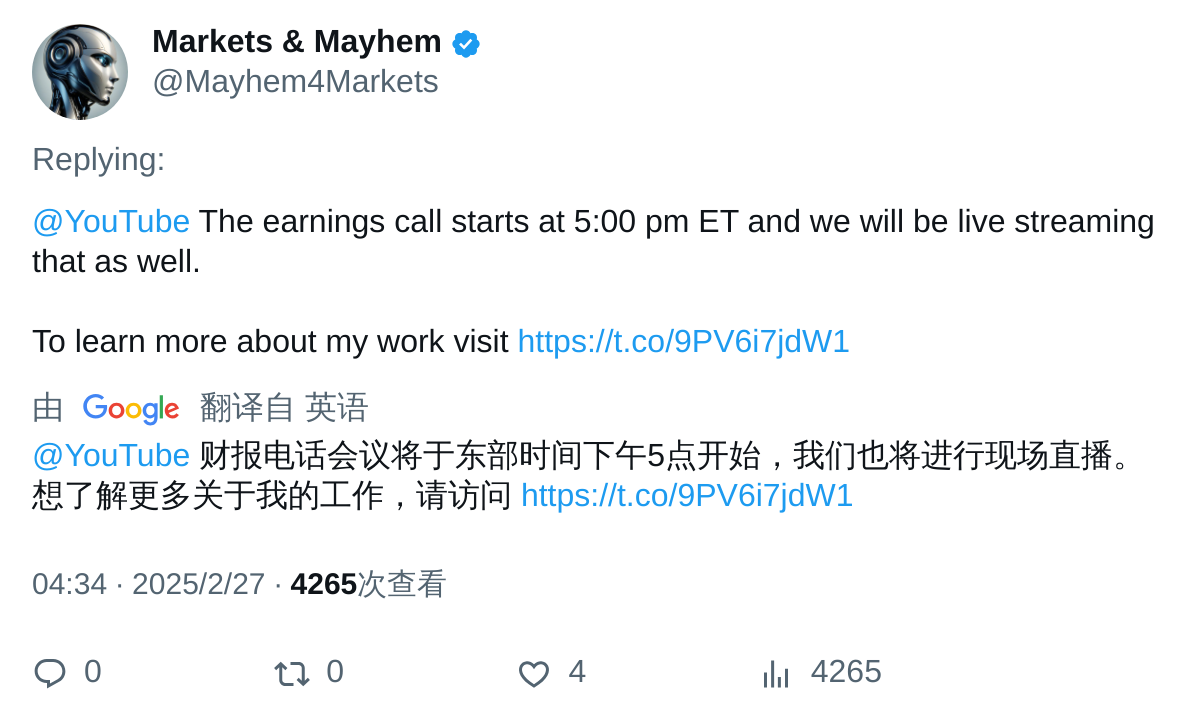 Markets & Mayhem
@Mayhem4Markets
Replying:
@YouTube The earnings call starts at 5:00 pm ET and we will be live streaming
that as well.
To learn more about my work visit https://t.co/9PV6i7jdW1
由 Google 翻译自 英语
@YouTube 财报电话会议将于东部时间下午5点开始，我们也将进行现场直播。
想了解更多关于我的工作，请访问 https://t.co/9PV6i7jdW1
04:34 · 2025/2/27 · 4265次查看
0 0 4 4265